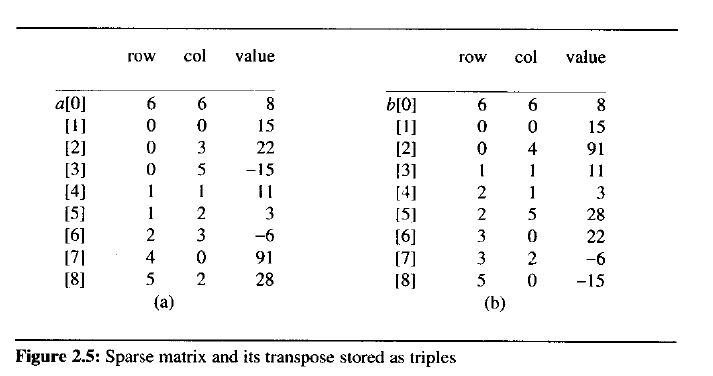 row col value row col value
a[0] 6 6 8 b[0] 6 6 8
[1] 0 0 15 [1] 0 0 15
[2] 0 3 22 [2] 0 4 91
[3] 0 5 −15 [3] 1 1 11
[4] 1 1 11 [4] 2 1 3
[5] 1 2 3 [5] 2 5 28
[6] 2 3 −6 [6] 3 0 22
[7] 4 0 91 [7] 3 2 −6
[8] 5 2 28 [8] 5 0 −15
(a) (b)
Figure 2.5: Sparse matrix and its transpose stored as triples